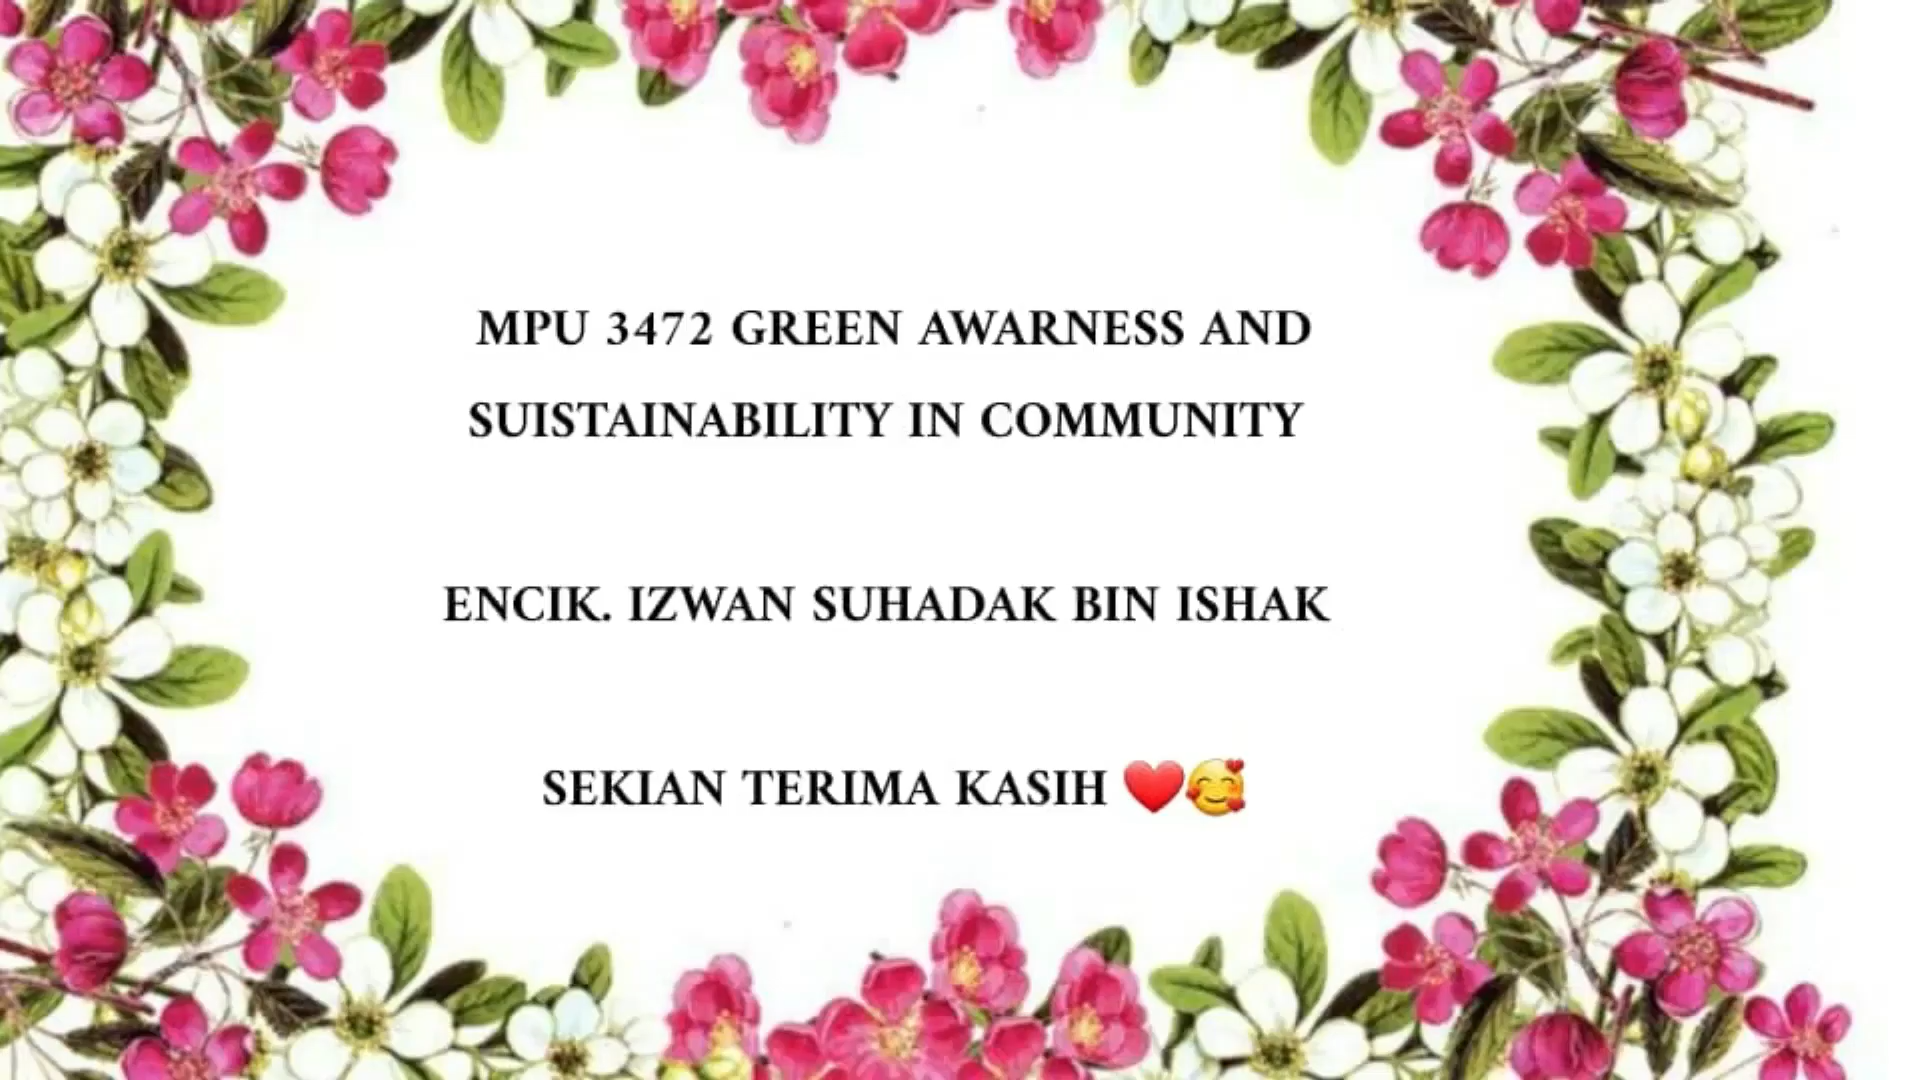 MPU 3472 GREEN AWARNESS AND
SUISTAINABILITY IN COMMUNITY
ENCIK. IZWAN SUHADAK BIN ISHAK
SEKIAN TERIMA KASIH ❤️🥰